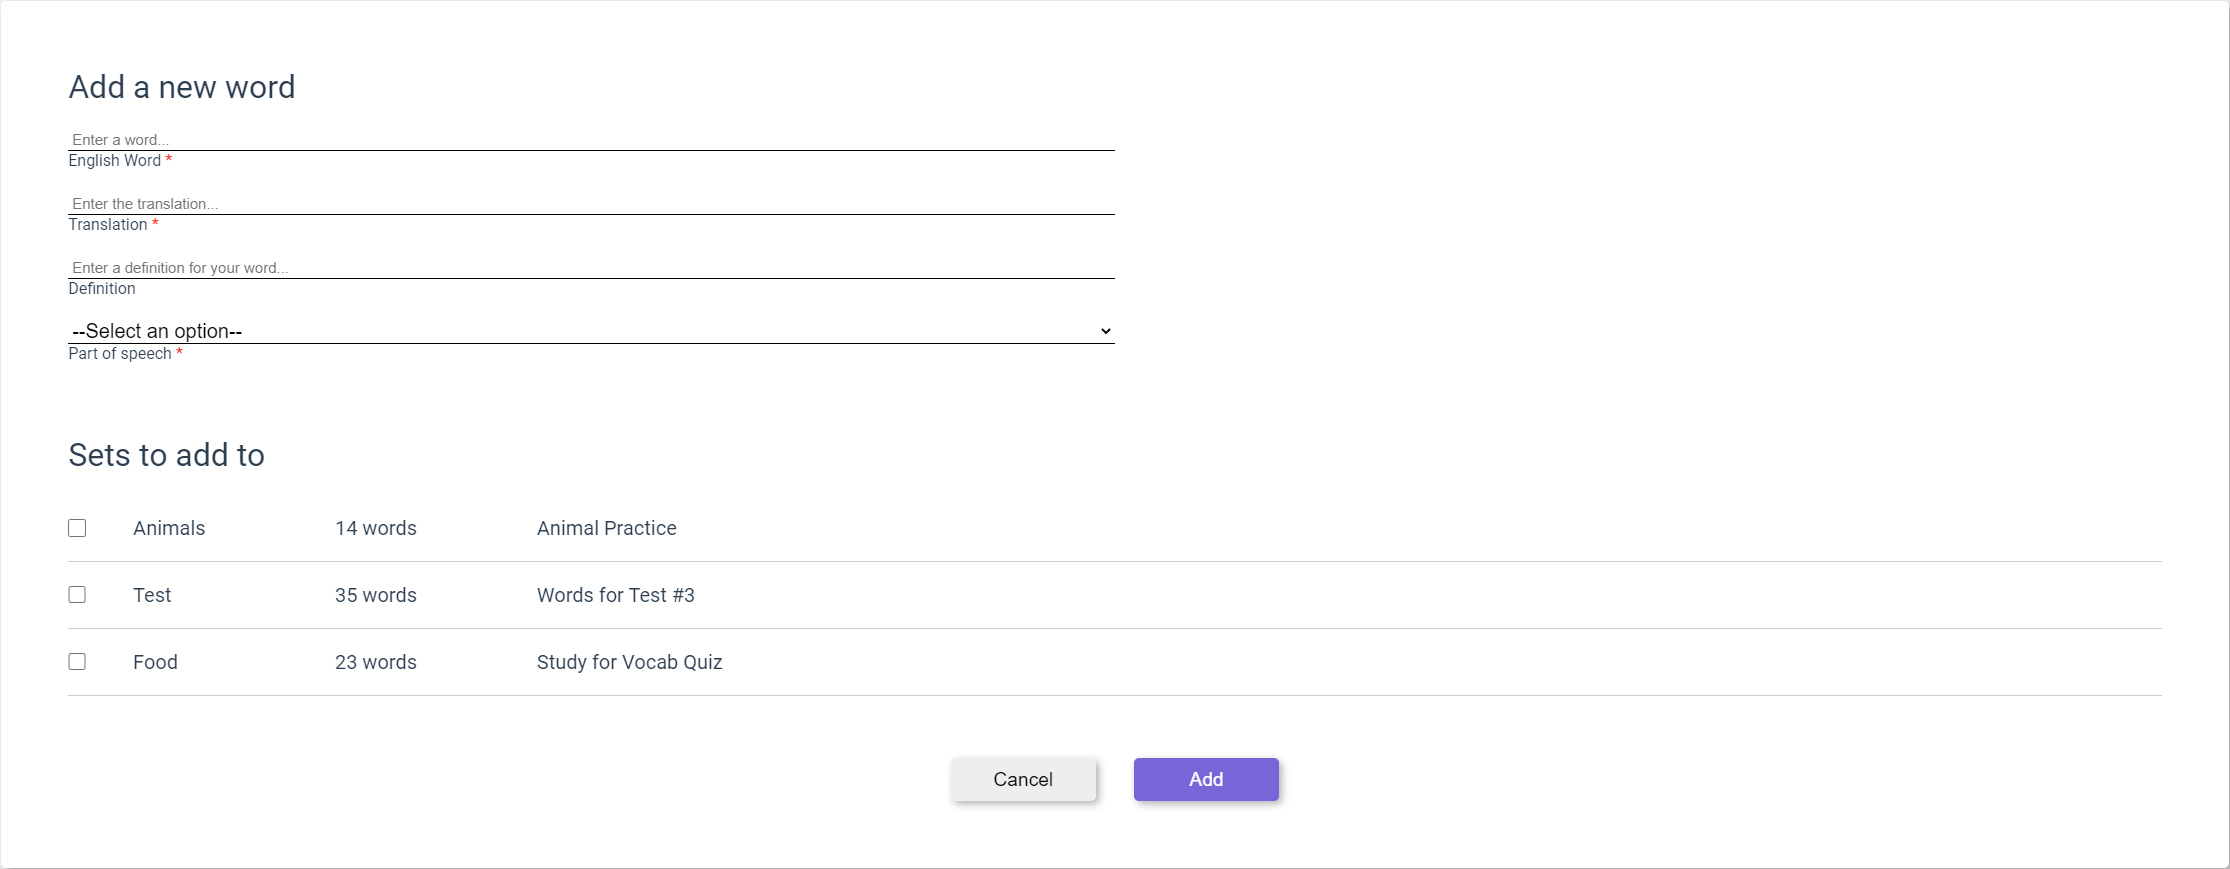 Add a new word
Enter a word...
English Word *
Enter the translation...
Translation *
Enter a definition for your word...
Definition
--Select an option--
Part of speech *
Sets to add to
Animals 14 words Animal Practice
Test 35 words Words for Test #3
Food 23 words Study for Vocab Quiz
Cancel Add